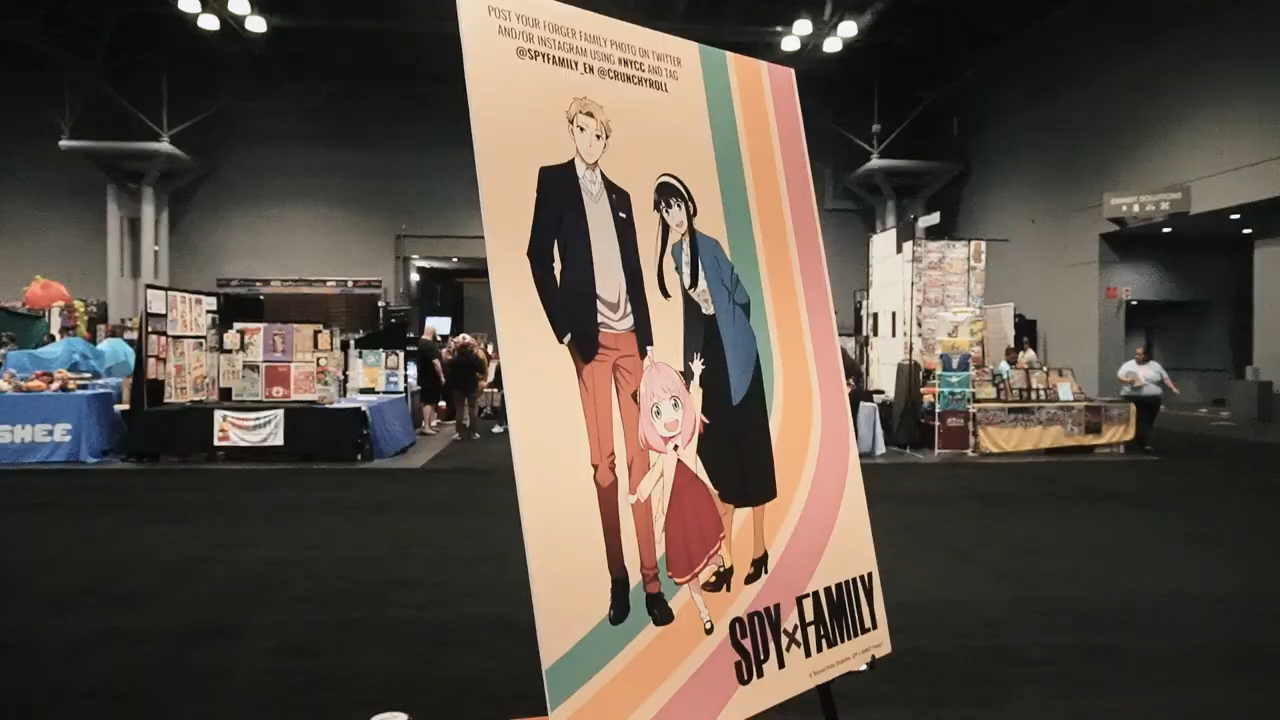 POST YOUR FORGER FAMILY PHOTO ON TWITTER
AND/OR INSTAGRAM USING #NYCC AND TAG
@SPYFAMILY_EN @CRUNCHYROLL
SPY×FAMILY
SHEE